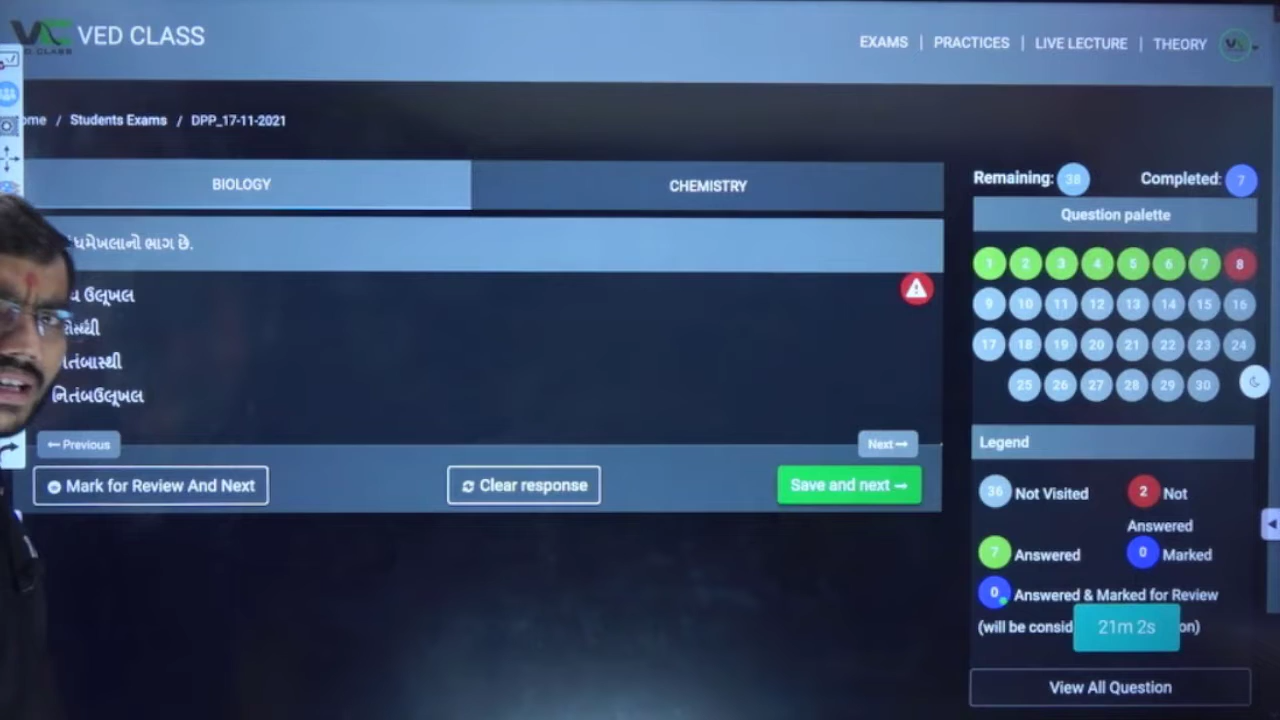 VED CLASS
EXAMS | PRACTICES | LIVE LECTURE | THEORY
/ Students Exams / DPP_17-11-2021
BIOLOGY
CHEMISTRY
Remaining: 38
Completed: 7
Question palette
ભાગ છે.
1 2 3 4 5 6 7 8
ઉલૂખલ
9 10 11 12 13 14 15 16
17 18 19 20 21 22 23 24
નિતંબઉલૂખલ
25 26 27 28 29 30
←Previous
Next→
Legend
Mark for Review And Next
Clear response
Save and next →
36 Not Visited
2 Not
Answered
7 Answered
0 Marked
0 Answered & Marked for Review
(will be consid
21m 2s
on)
View All Question